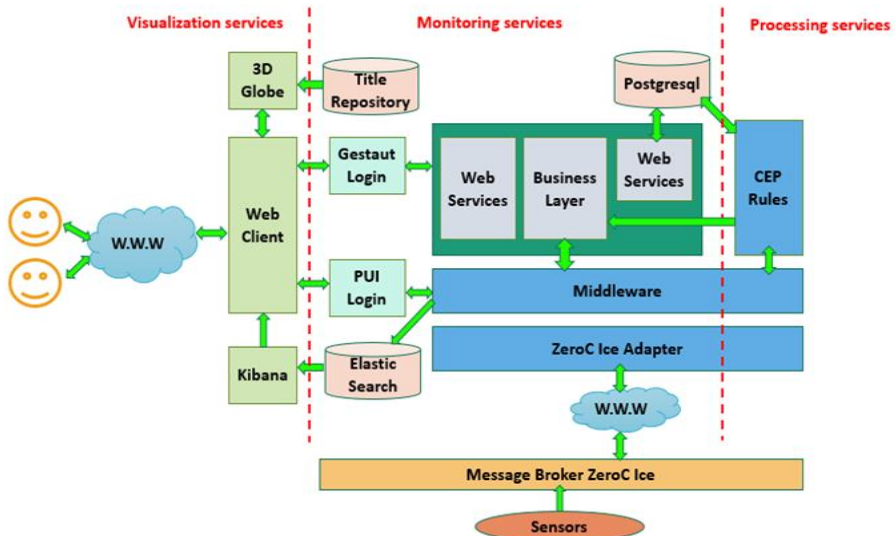 Visualization services
Monitoring services
Processing services
3D
Globe
Title
Repository
Postgresql
Gestaut
Login
Web
Services
Business
Layer
Web
Services
CEP
Rules
W.W.W
Web
Client
PUI
Login
Middleware
ZeroC Ice Adapter
Kibana
Elastic
Search
W.W.W
Message Broker ZeroC Ice
Sensors